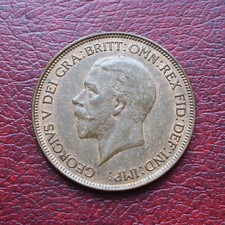 GEORGIVS V DEI GRA: BRITT: OMN: REX FID: DEF: IND: IMP: